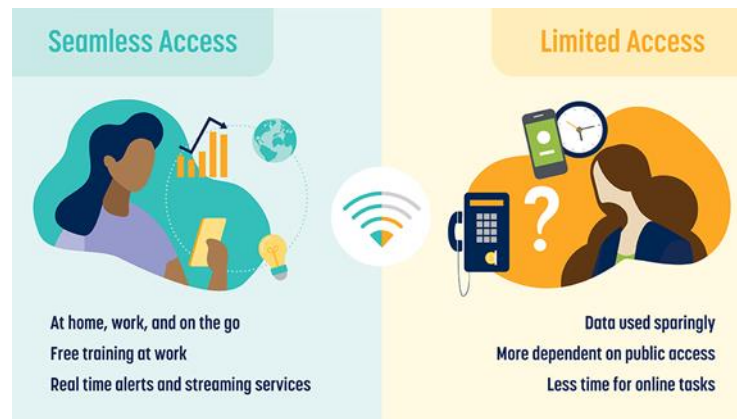 Seamless Access
At home, work, and on the go
Free training at work
Real time alerts and streaming services
Limited Access
?
Data used sparingly
More dependent on public access
Less time for online tasks